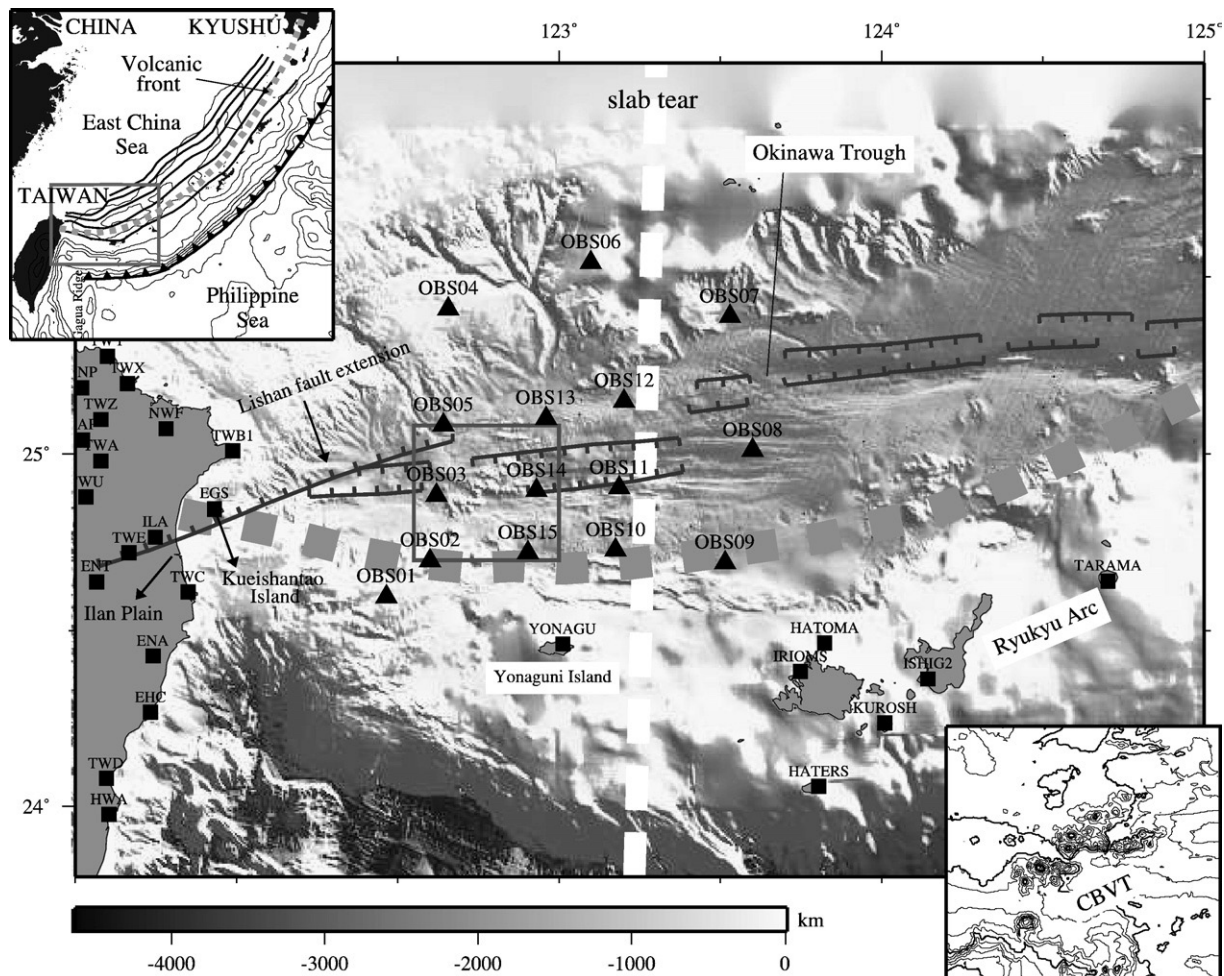 CHINA
KYUSHU
Volcanic
front
East China
Sea
TAIWAN
Philippine
Sea
123°
124°
125°
slab tear
Okinawa Trough
OBS06
OBS04
OBS07
Lishan fault extension
OBS12
OBS13
OBS05
OBS08
OBS03
OBS14
OBS11
OBS02
OBS15
OBS10
OBS09
OBS01
TWX
NP
TWZ
NWF
TWA
TWB1
WU
EGS
ILA
TWE
ENT
TWC
Kueishantao
Island
Ilan Plain
ENA
EHC
TWD
HWA
25°
24°
YONAGU
Yonaguni Island
HATOMA
IRIOMS
ISHIG2
KUROSH
HATERS
TARAMA
Ryukyu Arc
CBVT
km
-4000
-3000
-2000
-1000
0